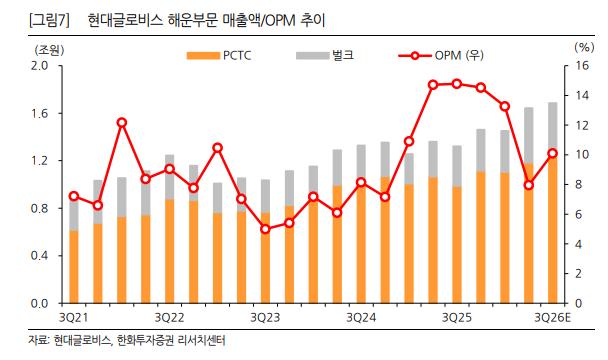 [그림7] 현대글로비스 해운부문 매출액/OPM 추이
(조원)
(%)
PCTC
벌크
OPM (우)
2.0
1.6
1.2
0.8
0.4
0.0
16
14
12
10
8
6
4
2
0
3Q21
3Q22
3Q23
3Q24
3Q25
3Q26E
자료: 현대글로비스, 한화투자증권 리서치센터